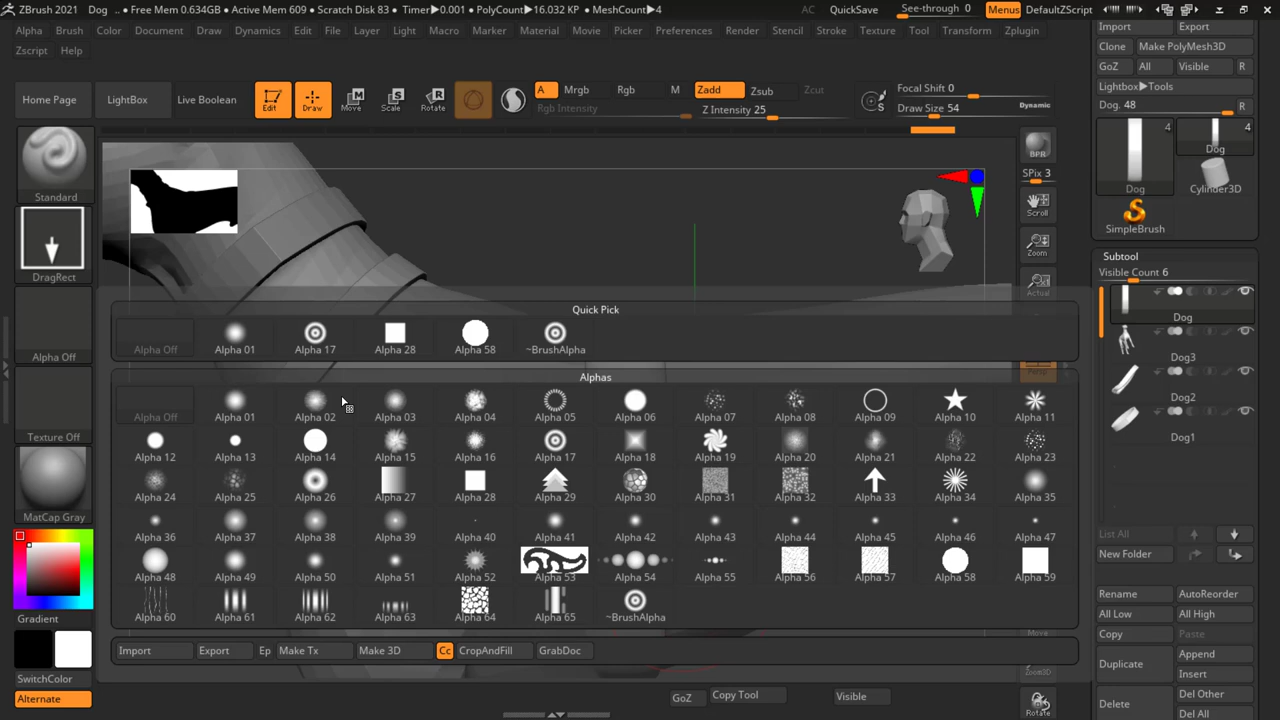 ZBrush 2021 Dog .. • Free Mem 0.634GB • Active Mem 609 • Scratch Disk 83 • Timer▶0.001 • PolyCount▶16.032 KP • MeshCount▶4 AC QuickSave See-through 0 Menus DefaultZScript
Alpha Brush Color Document Draw Dynamics Edit File Layer Light Macro Marker Material Movie Picker Preferences Render Stencil Stroke Texture Tool Transform Zplugin
Zscript Help
Home Page LightBox Live Boolean Edit Draw Move Scale Rotate
A Mrgb Rgb M Zadd Zsub Zcut Focal Shift 0
Rgb Intensity Z Intensity 25 Draw Size 54 Dynamic
Import Export
Clone Make PolyMesh3D
GoZ All Visible R
Lightbox▶Tools
Dog. 48 R
4 4
Dog
Dog Cylinder3D
SimpleBrush
Standard
DragRect
Alpha Off
Texture Off
MatCap Gray
Gradient
SwitchColor
Alternate
BPR
SPix 3
Scroll
Zoom
Actual
Persp
Move
Zoom3D
Rotate
Quick Pick
Alpha Off Alpha 01 Alpha 17 Alpha 28 Alpha 58 ~BrushAlpha
Alphas
Alpha Off Alpha 01 Alpha 02 Alpha 03 Alpha 04 Alpha 05 Alpha 06 Alpha 07 Alpha 08 Alpha 09 Alpha 10 Alpha 11
Alpha 12 Alpha 13 Alpha 14 Alpha 15 Alpha 16 Alpha 17 Alpha 18 Alpha 19 Alpha 20 Alpha 21 Alpha 22 Alpha 23
Alpha 24 Alpha 25 Alpha 26 Alpha 27 Alpha 28 Alpha 29 Alpha 30 Alpha 31 Alpha 32 Alpha 33 Alpha 34 Alpha 35
Alpha 36 Alpha 37 Alpha 38 Alpha 39 Alpha 40 Alpha 41 Alpha 42 Alpha 43 Alpha 44 Alpha 45 Alpha 46 Alpha 47
Alpha 48 Alpha 49 Alpha 50 Alpha 51 Alpha 52 Alpha 53 Alpha 54 Alpha 55 Alpha 56 Alpha 57 Alpha 58 Alpha 59
Alpha 60 Alpha 61 Alpha 62 Alpha 63 Alpha 64 Alpha 65 ~BrushAlpha
Import Export Ep Make Tx Make 3D Cc CropAndFill GrabDoc
GoZ Copy Tool Visible
Subtool
Visible Count 6
Dog
Dog3
Dog2
Dog1
List All
New Folder
Rename AutoReorder
All Low All High
Copy Paste
Duplicate Append
Insert
Delete Del Other
Del All